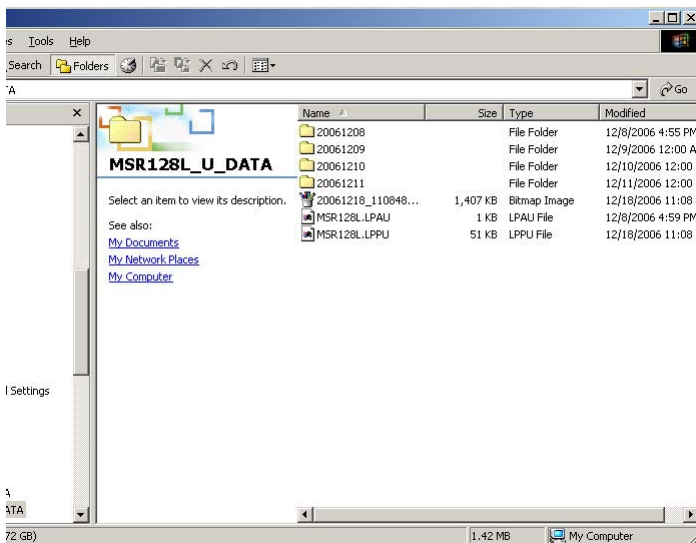 es Tools Help
Search Folders
TA Go
MSR128L_U_DATA
Select an item to view its description.
See also:
My Documents
My Network Places
My Computer
Name Size Type Modified
20061208 File Folder 12/8/2006 4:55 PM
20061209 File Folder 12/9/2006 12:00 A
20061210 File Folder 12/10/2006 12:00
20061211 File Folder 12/11/2006 12:00
20061218_110848... 1,407 KB Bitmap Image 12/18/2006 11:08
MSR128L.LPAU 1 KB LPAU File 12/8/2006 4:59 PM
MSR128L.LPPU 51 KB LPPU File 12/18/2006 11:08
Settings
A
ATA
72 GB) 1.42 MB My Computer